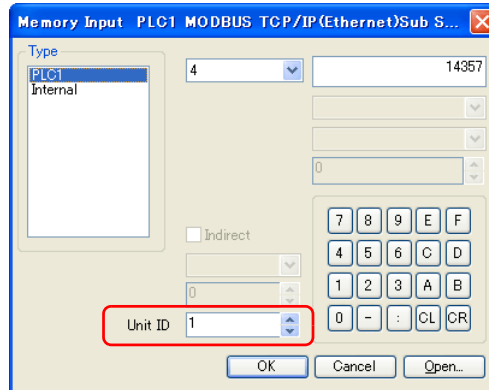 Memory Input PLC1 MODBUS TCP/IP(Ethernet)Sub S...
Type
PLC1
Internal
4
14357
0
Indirect
0
Unit ID
1
7 8 9 E F
4 5 6 C D
1 2 3 A B
0 - : CL CR
OK
Cancel
Open...